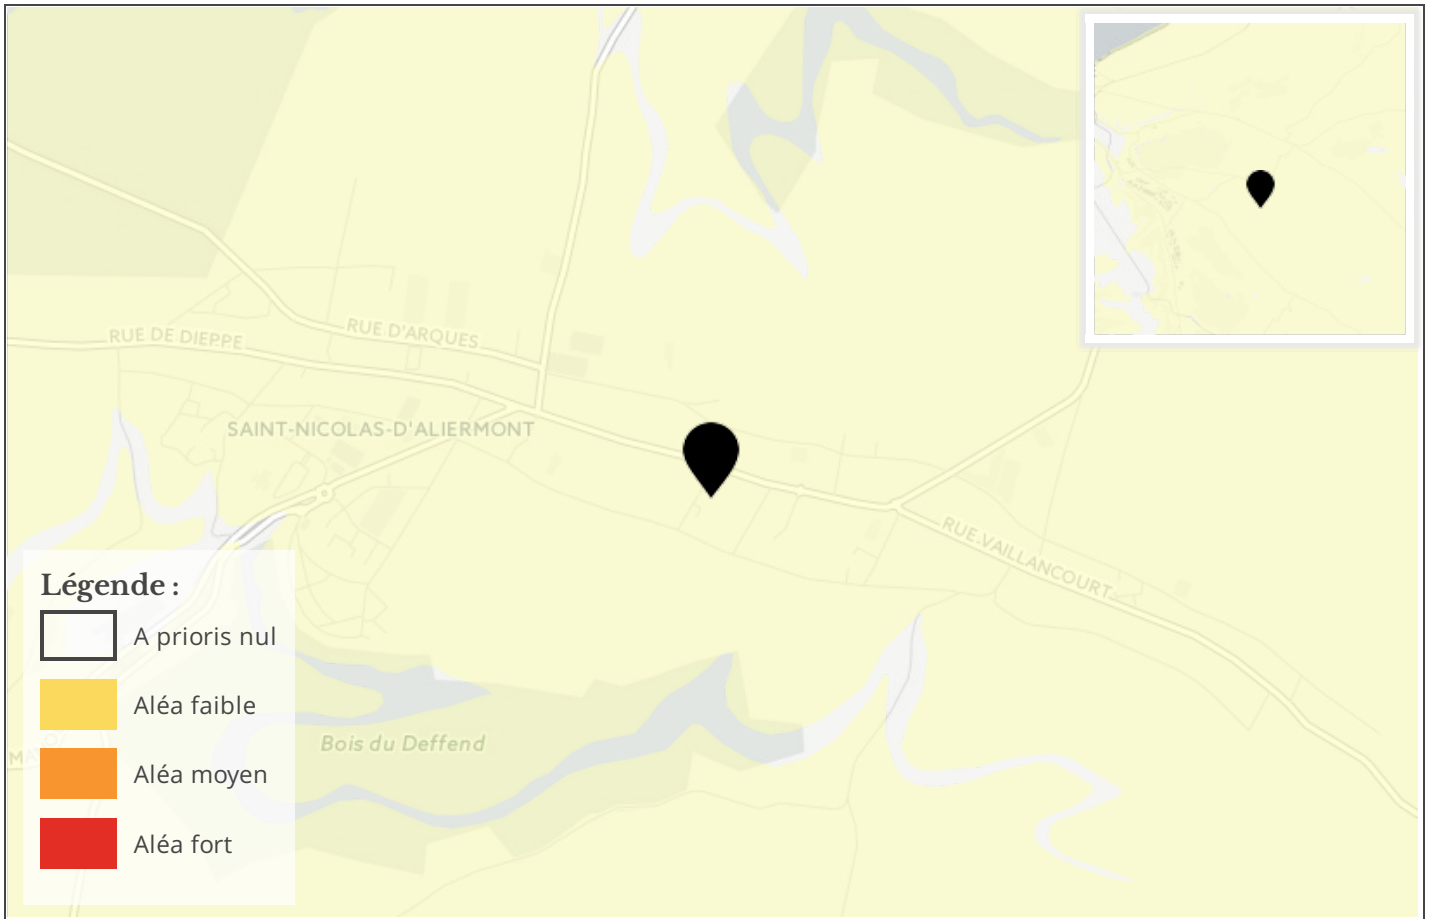 RUE DE DIEPPE
RUE D'ARQUES
SAINT-NICOLAS-D'ALIERMONT
RUE VAILLANCOURT
Bois du Deffend
Légende :
A prioris nul
Aléa faible
Aléa moyen
Aléa fort